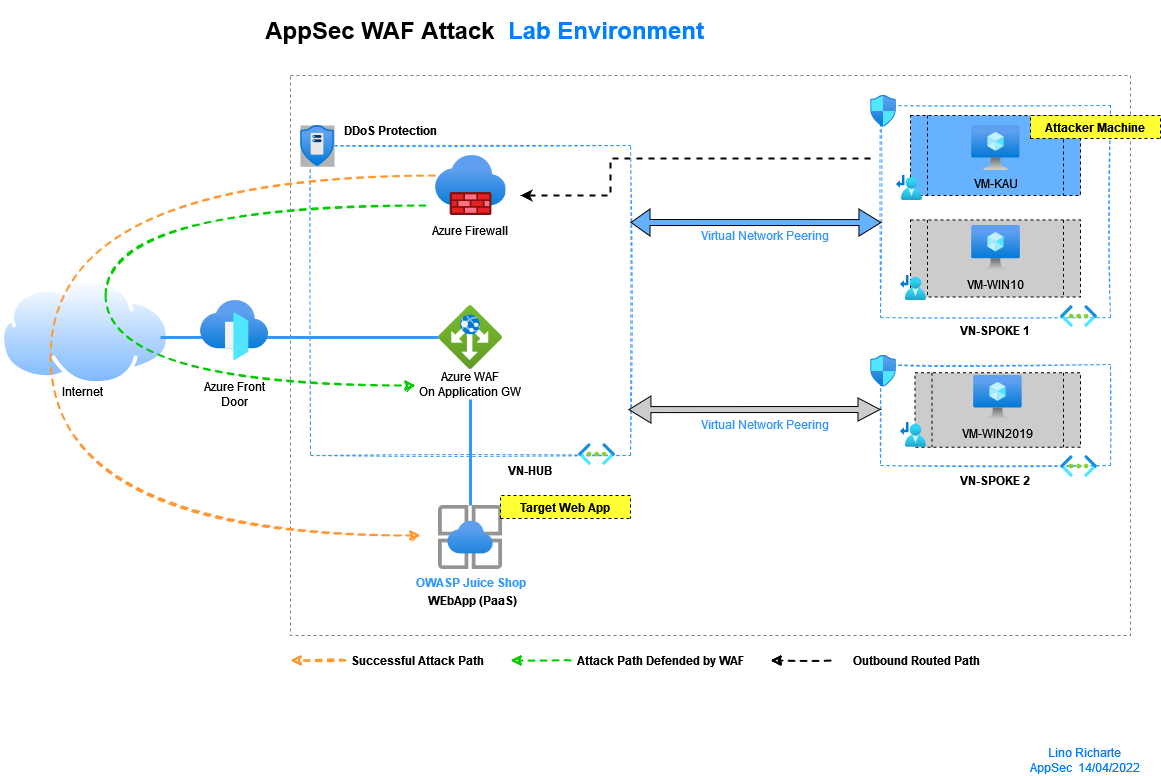 AppSec WAF Attack Lab Environment
DDoS Protection
Attacker Machine
VM-KAU
Azure Firewall
Virtual Network Peering
VM-WIN10
VN-SPOKE 1
Internet
Azure Front
Door
Azure WAF
On Application GW
Virtual Network Peering
VM-WIN2019
VN-HUB
VN-SPOKE 2
Target Web App
OWASP Juice Shop
WEbApp (PaaS)
Successful Attack Path
Attack Path Defended by WAF
Outbound Routed Path
Lino Richarte
AppSec 14/04/2022